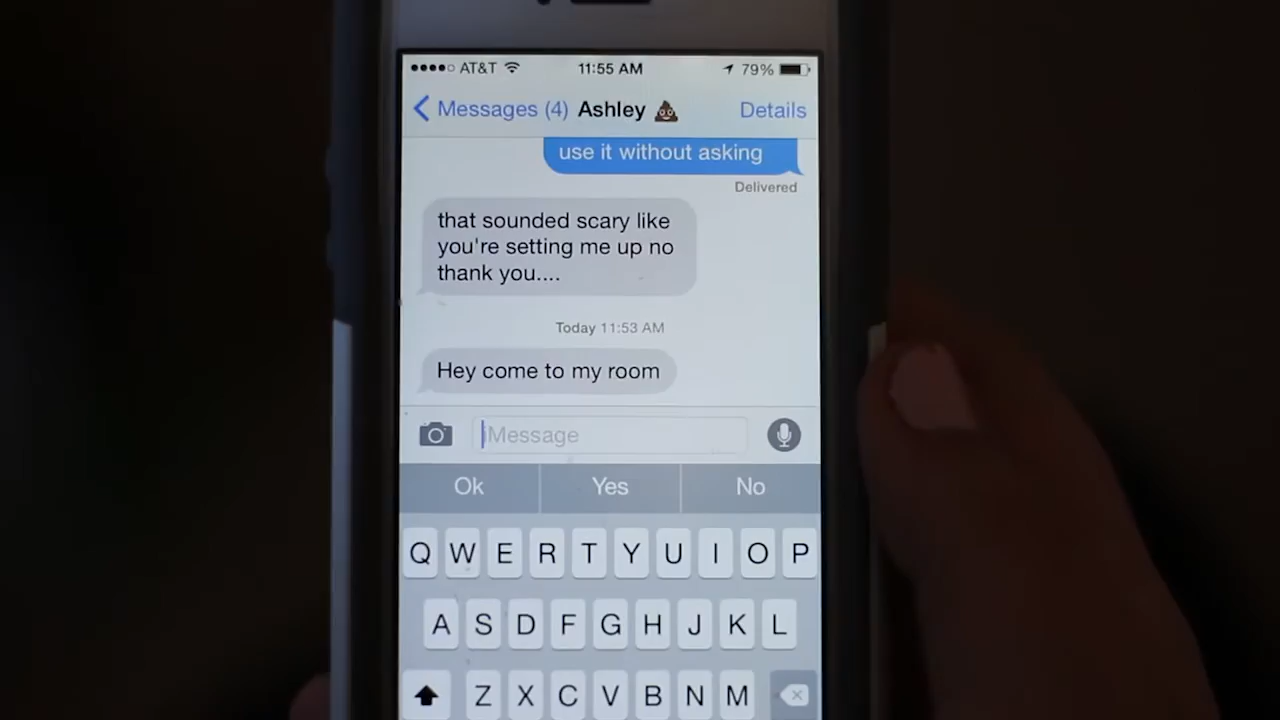 AT&T 11:55 AM 79%
Messages (4) Ashley 💩 Details
use it without asking
Delivered
that sounded scary like
you're setting me up no
thank you....
Today 11:53 AM
Hey come to my room
iMessage
Ok Yes No
Q W E R T Y U I O P
A S D F G H J K L
Z X C V B N M